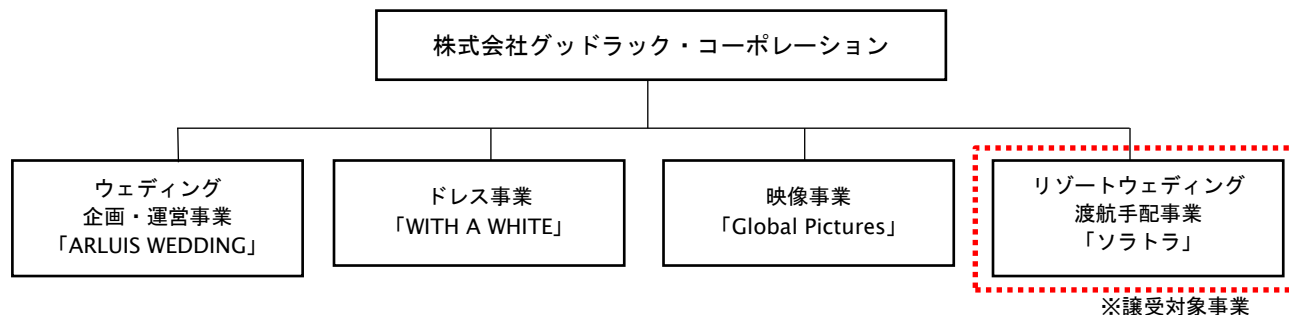 株式会社グッドラック・コーポレーション
ウェディング
企画・運営事業
「ARLUIS WEDDING」
ドレス事業
「WITH A WHITE」
映像事業
「Global Pictures」
リゾートウェディング
渡航手配事業
「ソラトラ」
※譲受対象事業